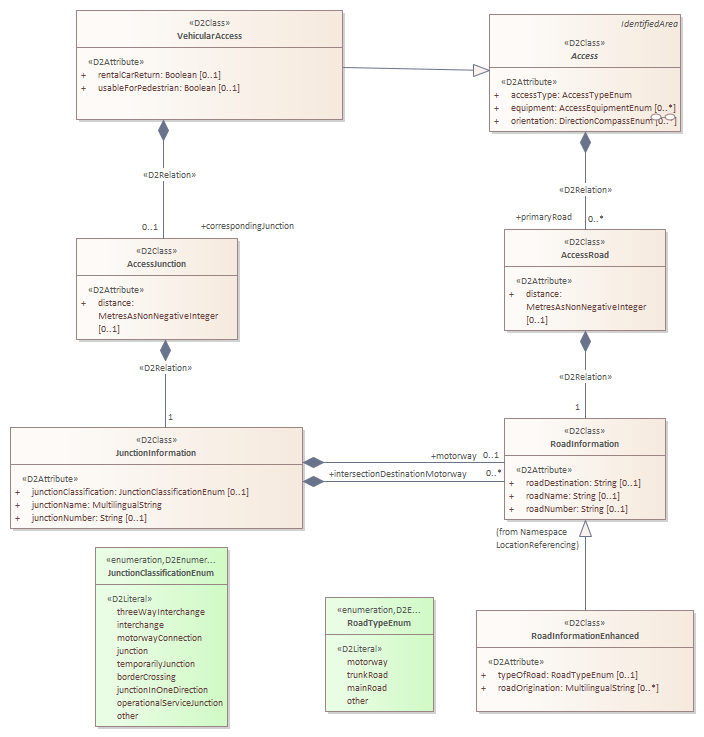 «D2Class»
VehicularAccess
«D2Attribute»
+ rentalCarReturn: Boolean [0..1]
+ usableForPedestrian: Boolean [0..1]
IdentifiedArea
«D2Class»
Access
«D2Attribute»
+ accessType: AccessTypeEnum
+ equipment: AccessEquipmentEnum [0..*]
+ orientation: DirectionCompassEnum [0..*]
«D2Relation»
0..1
+correspondingJunction
«D2Relation»
+primaryRoad
0..*
«D2Class»
AccessJunction
«D2Attribute»
+ distance:
MetresAsNonNegativeInteger
[0..1]
«D2Class»
AccessRoad
«D2Attribute»
+ distance:
MetresAsNonNegativeInteger
[0..1]
«D2Relation»
1
«D2Relation»
1
«D2Class»
JunctionInformation
«D2Attribute»
+ junctionClassification: JunctionClassificationEnum [0..1]
+ junctionName: MultilingualString
+ junctionNumber: String [0..1]
+motorway 0..1
+intersectionDestinationMotorway 0..*
«D2Class»
RoadInformation
«D2Attribute»
+ roadDestination: String [0..1]
+ roadName: String [0..1]
+ roadNumber: String [0..1]
(from Namespace
LocationReferencing)
«enumeration,D2Enumer...
JunctionClassificationEnum
«D2Literal»
threeWayInterchange
interchange
motorwayConnection
junction
temporarilyJunction
borderCrossing
junctionInOneDirection
operationalServiceJunction
other
«enumeration,D2E...
RoadTypeEnum
«D2Literal»
motorway
trunkRoad
mainRoad
other
«D2Class»
RoadInformationEnhanced
«D2Attribute»
+ typeOfRoad: RoadTypeEnum [0..1]
+ roadOrigination: MultilingualString [0..*]